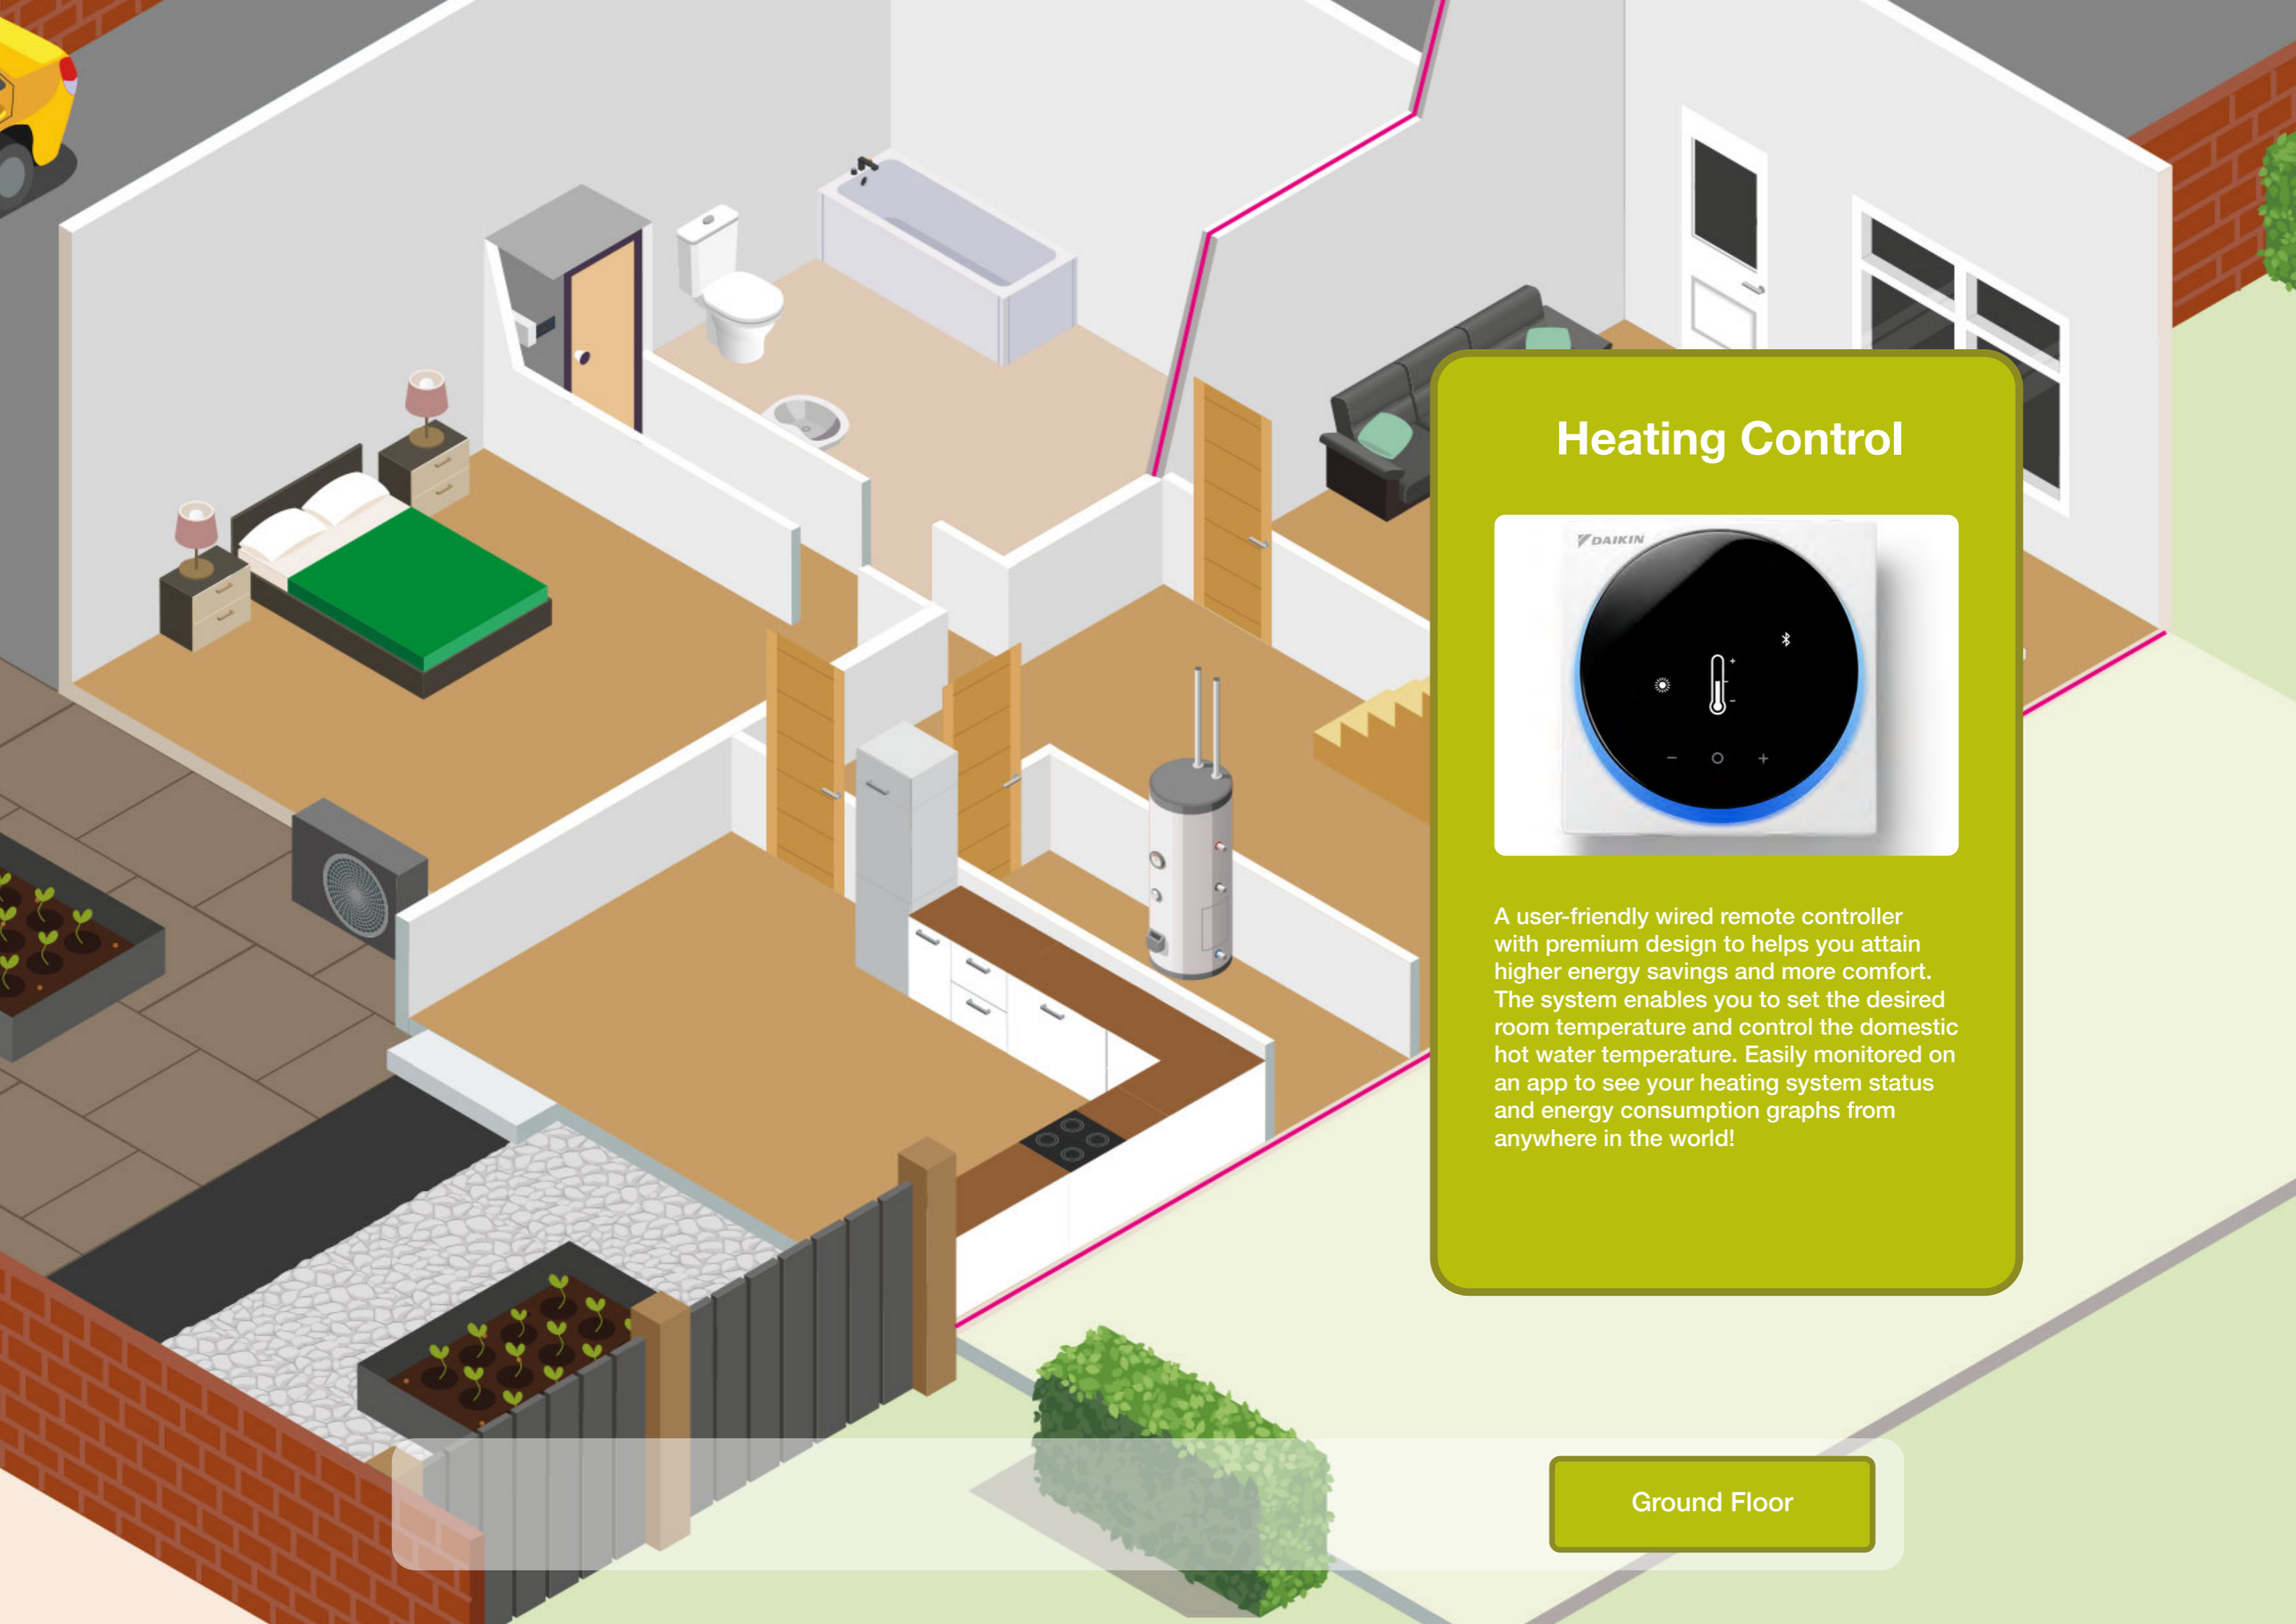 Heating Control
DAIKIN
A user-friendly wired remote controller
with premium design to helps you attain
higher energy savings and more comfort.
The system enables you to set the desired
room temperature and control the domestic
hot water temperature. Easily monitored on
an app to see your heating system status
and energy consumption graphs from
anywhere in the world!
Ground Floor